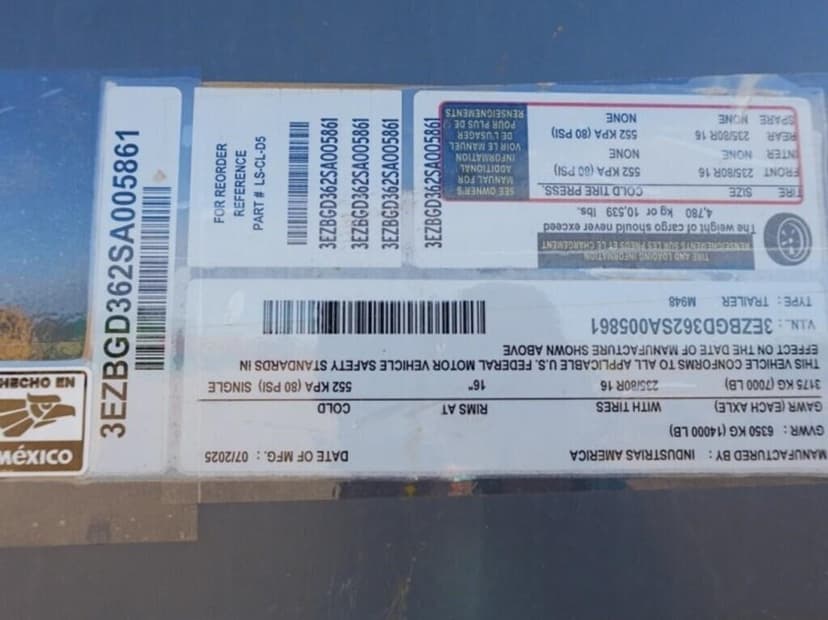 MANUFACTURED BY : INDUSTRIAS AMERICA DATE OF MFG. : 07/2025
GVWR : 6350 KG (14000 LB)
GAWR (EACH AXLE) WITH TIRES RIMS AT COLD
3175 KG (7000 LB) 235/80R 16 16" 552 KPA (80 PSI) SINGLE
THIS VEHICLE CONFORMS TO ALL APPLICABLE U.S. FEDERAL MOTOR VEHICLE SAFETY STANDARDS IN
EFFECT ON THE DATE OF MANUFACTURE SHOWN ABOVE
V.I.N. : 3EZBGD362SA005861
TYPE : TRAILER M948
TIRE AND LOADING INFORMATION
RENSEIGNEMENTS SUR LES PNEUS ET LE CHARGEMENT
The weight of cargo should never exceed
4,780 kg or 10,539 lbs.
TIRE SIZE COLD TIRE PRESS.
FRONT 235/80R 16 552 KPA (80 PSI)
INTER NONE NONE
REAR 235/80R 16 552 KPA (80 PSI)
SPARE NONE NONE
SEE OWNER'S
MANUAL FOR
ADDITIONAL
INFORMATION
VOIR LE MANUEL
DE L'USAGER
POUR PLUS DE
RENSEIGNEMENTS
FOR REORDER
REFERENCE
PART # LS-CL-D5
3EZBGD362SA005861
3EZBGD362SA005861
3EZBGD362SA005861
3EZBGD362SA005861
3EZBGD362SA005861
HECHO EN
MÉXICO